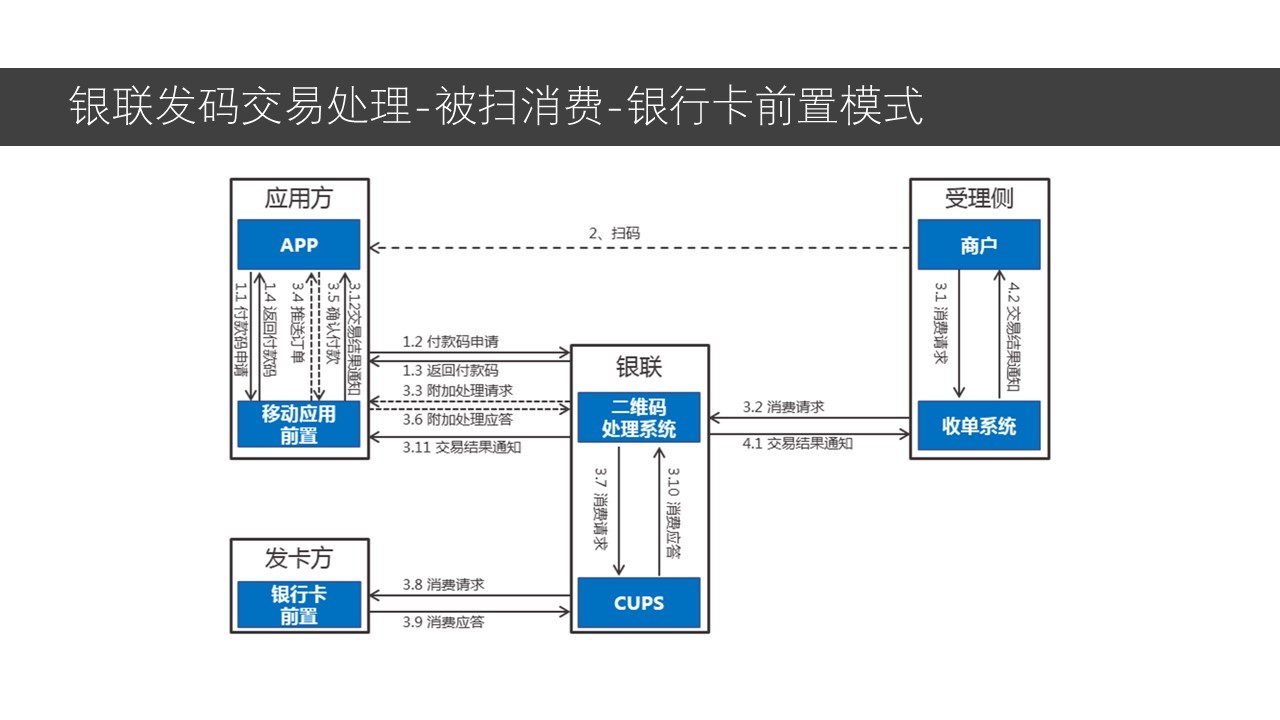 银联发码交易处理-被扫消费-银行卡前置模式
应用方
APP
1.1 付款码申请
1.4 返回付款码
3.4 推送订单
3.5 确认付款
3.12交易结果通知
移动应用
前置
2、扫码
受理侧
商户
3.1 消费请求
4.2 交易结果通知
收单系统
1.2 付款码申请
1.3 返回付款码
3.3 附加处理请求
3.6 附加处理应答
3.11 交易结果通知
银联
二维码
处理系统
3.2 消费请求
4.1 交易结果通知
3.7 消费请求
3.10 消费应答
CUPS
发卡方
银行卡
前置
3.8 消费请求
3.9 消费应答